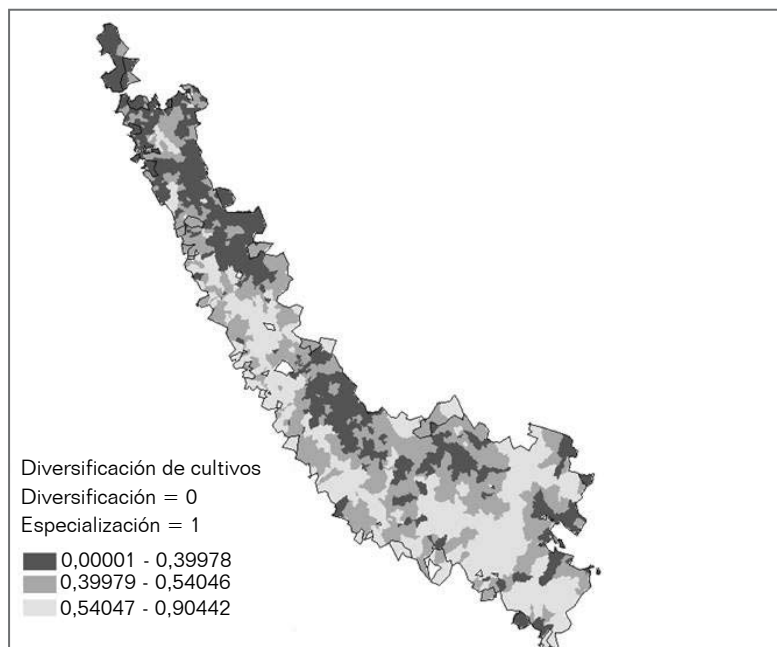 Diversificación de cultivos
Diversificación = 0
Especialización = 1
0,00001 - 0,39978
0,39979 - 0,54046
0,54047 - 0,90442